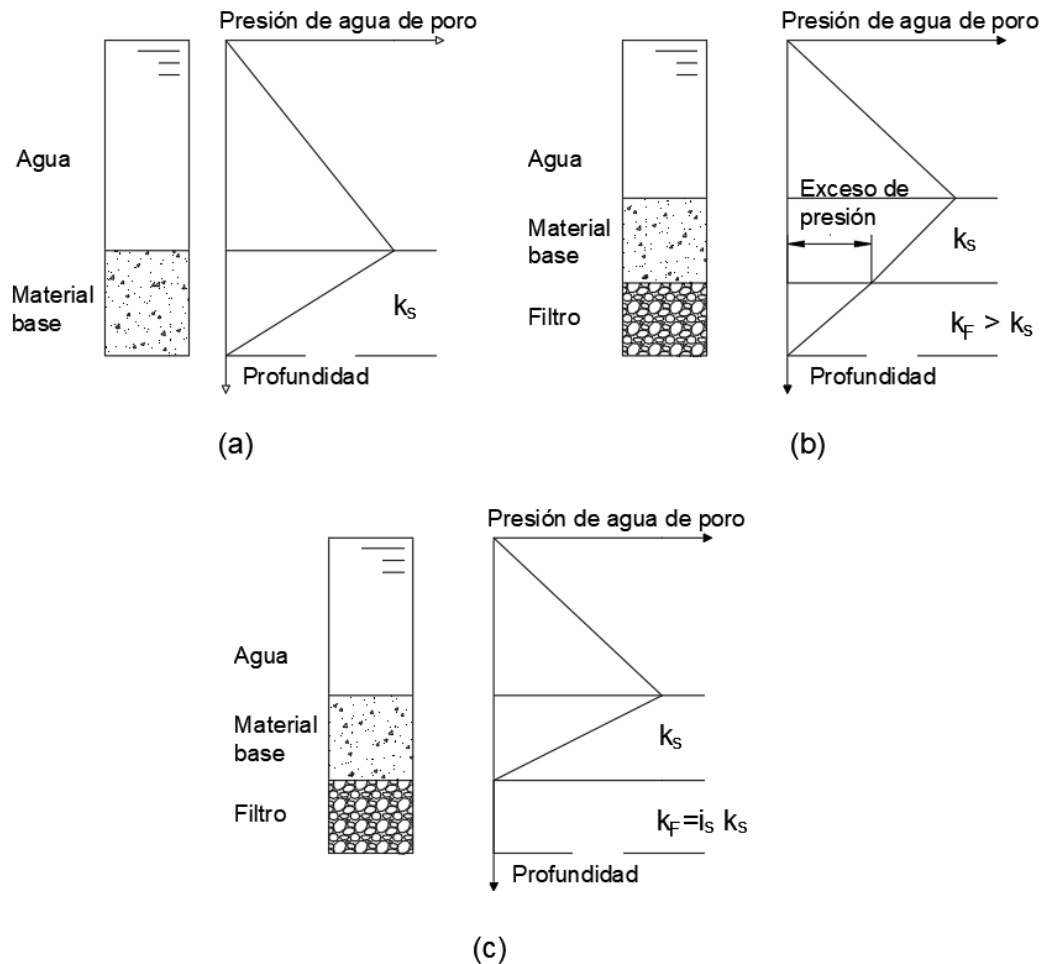 Presión de agua de poro
Agua
Material
base
k_s
Profundidad
(a)
Presión de agua de poro
Agua
Exceso de
presión
Material
base
k_s
Filtro
k_F > k_s
Profundidad
(b)
Presión de agua de poro
Agua
Material
base
k_s
Filtro
k_F=i_s k_s
Profundidad
(c)